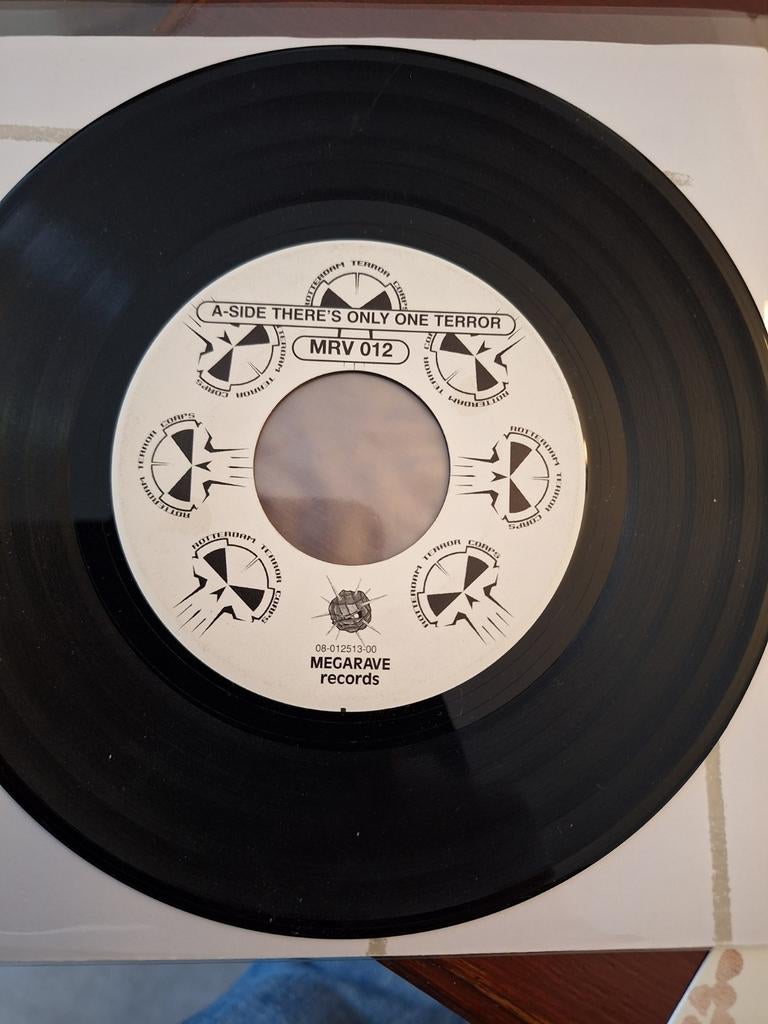 ROTTERDAM TERROR CORPS
A-SIDE THERE'S ONLY ONE TERROR
MRV 012
ROTTERDAM TERROR CORPS
ROTTERDAM TERROR CORPS
ROTTERDAM TERROR CORPS
ROTTERDAM TERROR CORPS
ROTTERDAM TERROR CORPS
ROTTERDAM TERROR CORPS
08-012513-00
MEGARAVE
records